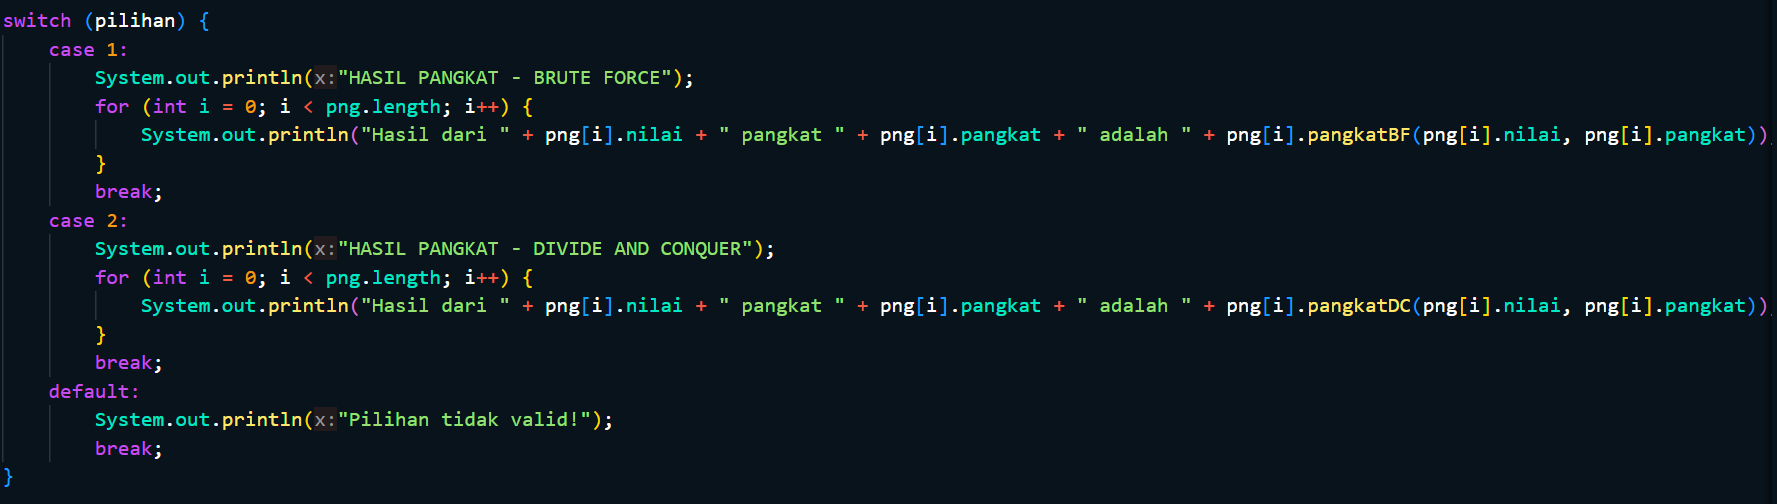 switch (pilihan) {
    case 1:
        System.out.println(x:"HASIL PANGKAT - BRUTE FORCE");
        for (int i = 0; i < png.length; i++) {
            System.out.println("Hasil dari " + png[i].nilai + " pangkat " + png[i].pangkat + " adalah " + png[i].pangkatBF(png[i].nilai, png[i].pangkat))
        }
        break;
    case 2:
        System.out.println(x:"HASIL PANGKAT - DIVIDE AND CONQUER");
        for (int i = 0; i < png.length; i++) {
            System.out.println("Hasil dari " + png[i].nilai + " pangkat " + png[i].pangkat + " adalah " + png[i].pangkatDC(png[i].nilai, png[i].pangkat))
        }
        break;
    default:
        System.out.println(x:"Pilihan tidak valid!");
        break;
}